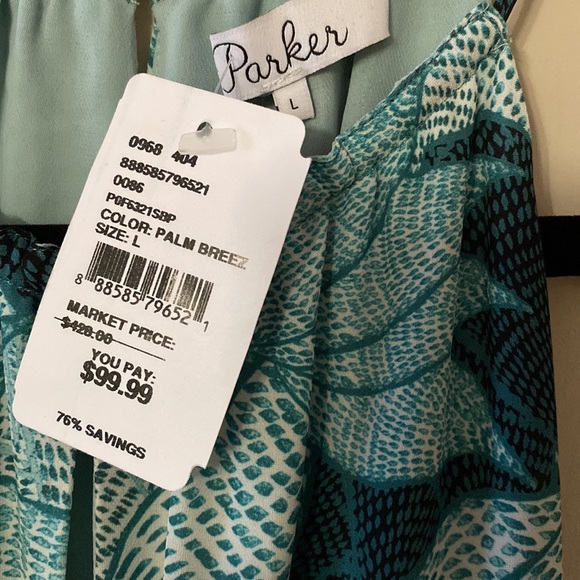 Parker
L
0968 404
888585796521
0086
P0F6321SBP
COLOR: PALM BREEZ
SIZE: L
8 88585 79652 1
MARKET PRICE:
$428.00
YOU PAY:
$99.99
76% SAVINGS